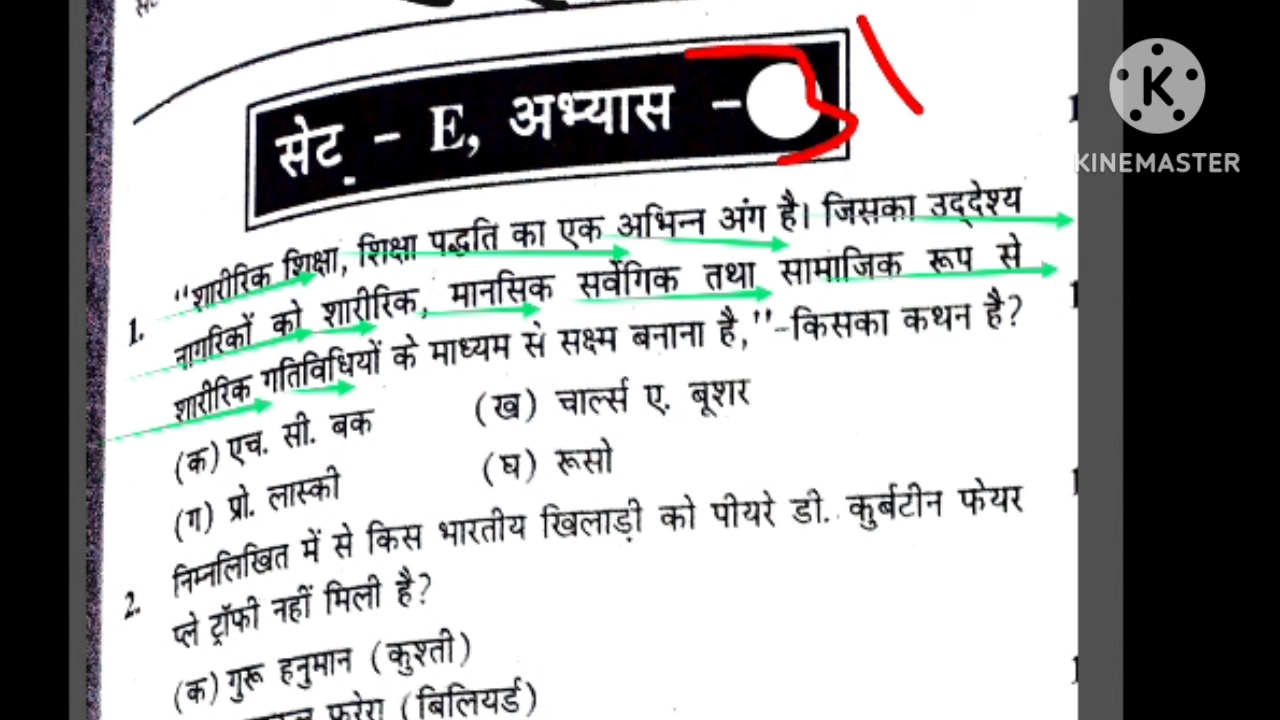 सेट - E, अभ्यास -
KINEMASTER
1. "शारीरिक शिक्षा, शिक्षा पद्धति का एक अभिन्न अंग है। जिसका उद्देश्य
नागरिकों को शारीरिक, मानसिक सर्वेगिक तथा सामाजिक रूप से
शारीरिक गतिविधियों के माध्यम से सक्ष्म बनाना है,"-किसका कथन है?
(क) एच. सी. बक (ख) चार्ल्स ए. बूशर
(ग) प्रो. लास्की (घ) रूसो
2. निम्नलिखित में से किस भारतीय खिलाड़ी को पीयरे डी. कुर्बटीन फेयर
प्ले ट्रॉफी नहीं मिली है?
(क) गुरू हनुमान (कुश्ती)
फरेरा (बिलियर्ड)